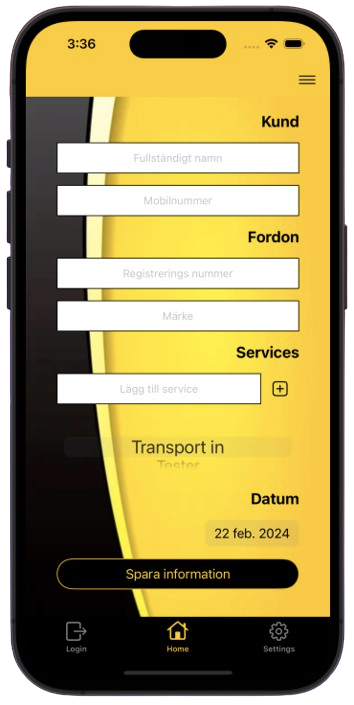 3:36
Kund
Fullständigt namn
Mobilnummer
Fordon
Registrerings nummer
Märke
Services
Lägg till service
Transport in
Tester
Datum
22 feb. 2024
Spara information
Login
Home
Settings